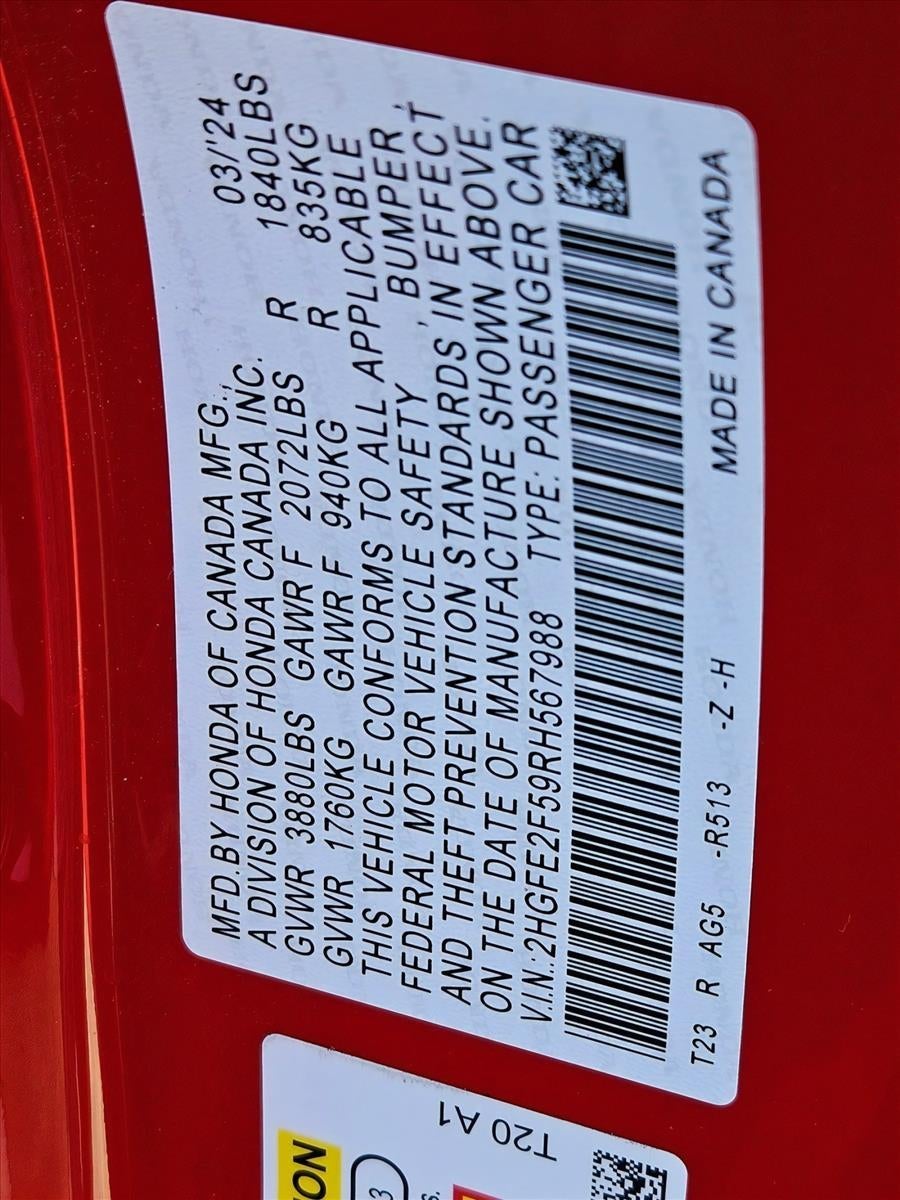 MFD.BY HONDA OF CANADA MFG., 03/'24
A DIVISION OF HONDA CANADA INC.
GVWR 3880LBS GAWR F 2072LBS R 1840LBS
GVWR 1760KG GAWR F 940KG R 835KG
THIS VEHICLE CONFORMS TO ALL APPLICABLE
FEDERAL MOTOR VEHICLE SAFETY, BUMPER,
AND THEFT PREVENTION STANDARDS IN EFFECT
ON THE DATE OF MANUFACTURE SHOWN ABOVE.
V.I.N.:2HGFE2F59RH567988 TYPE: PASSENGER CAR
T23 R AG5 -R513 -Z -H MADE IN CANADA
T20 A1